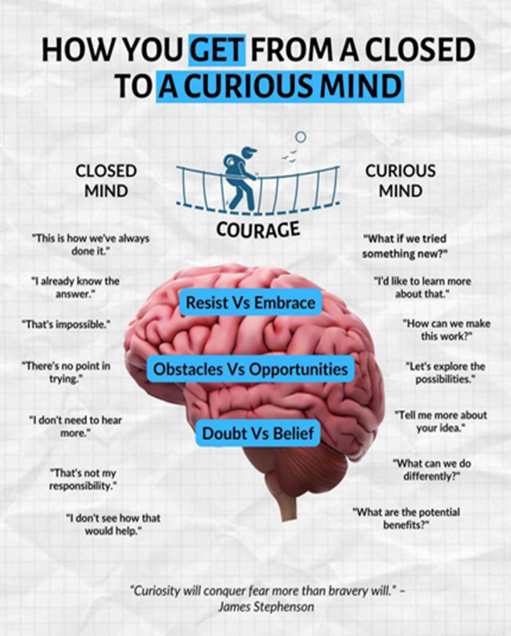 HOW YOU GET FROM A CLOSED
TO A CURIOUS MIND
CLOSED
MIND
COURAGE
CURIOUS
MIND
"This is how we've always
done it."
"I already know the
answer."
"That's impossible."
"There's no point in
trying."
"I don't need to hear
more."
"That's not my
responsibility."
"I don't see how that
would help."
Resist Vs Embrace
Obstacles Vs Opportunities
Doubt Vs Belief
"What if we tried
something new?"
"I'd like to learn more
about that."
"How can we make
this work?"
"Let's explore the
possibilities."
"Tell me more about
your idea."
"What can we do
differently?"
"What are the potential
benefits?"
"Curiosity will conquer fear more than bravery will." –
James Stephenson